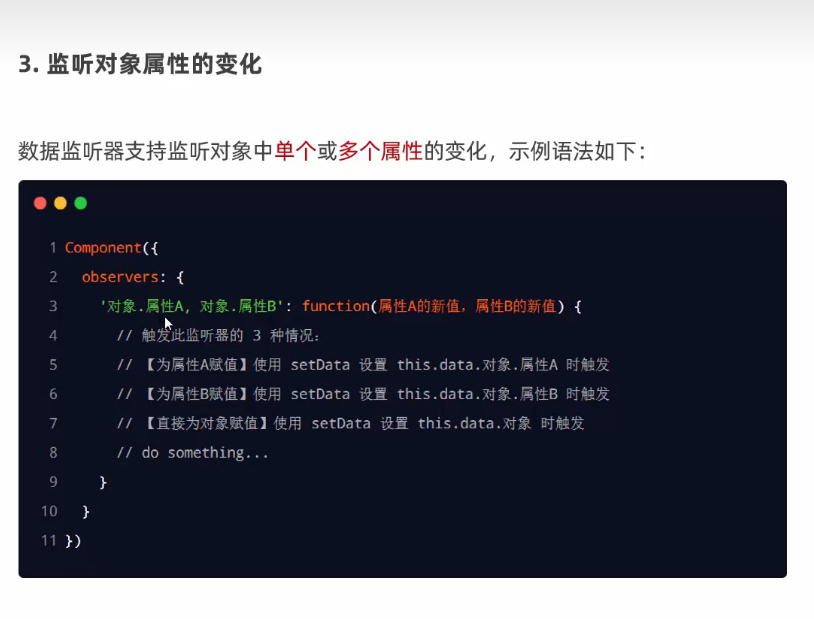 3. 监听对象属性的变化
数据监听器支持监听对象中单个或多个属性的变化，示例语法如下：
1 Component({
2 observers: {
3 '对象.属性A, 对象.属性B': function(属性A的新值, 属性B的新值) {
4 // 触发此监听器的 3 种情况:
5 // 【为属性A赋值】使用 setData 设置 this.data.对象.属性A 时触发
6 // 【为属性B赋值】使用 setData 设置 this.data.对象.属性B 时触发
7 // 【直接为对象赋值】使用 setData 设置 this.data.对象 时触发
8 // do something...
9 }
10 }
11 })